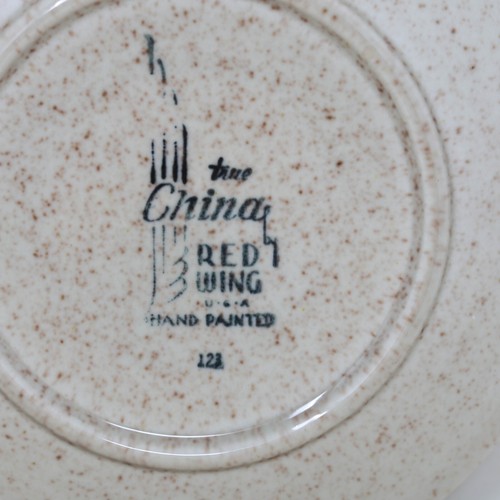 true
China
RED
WING
U·S·A
HAND PAINTED
123